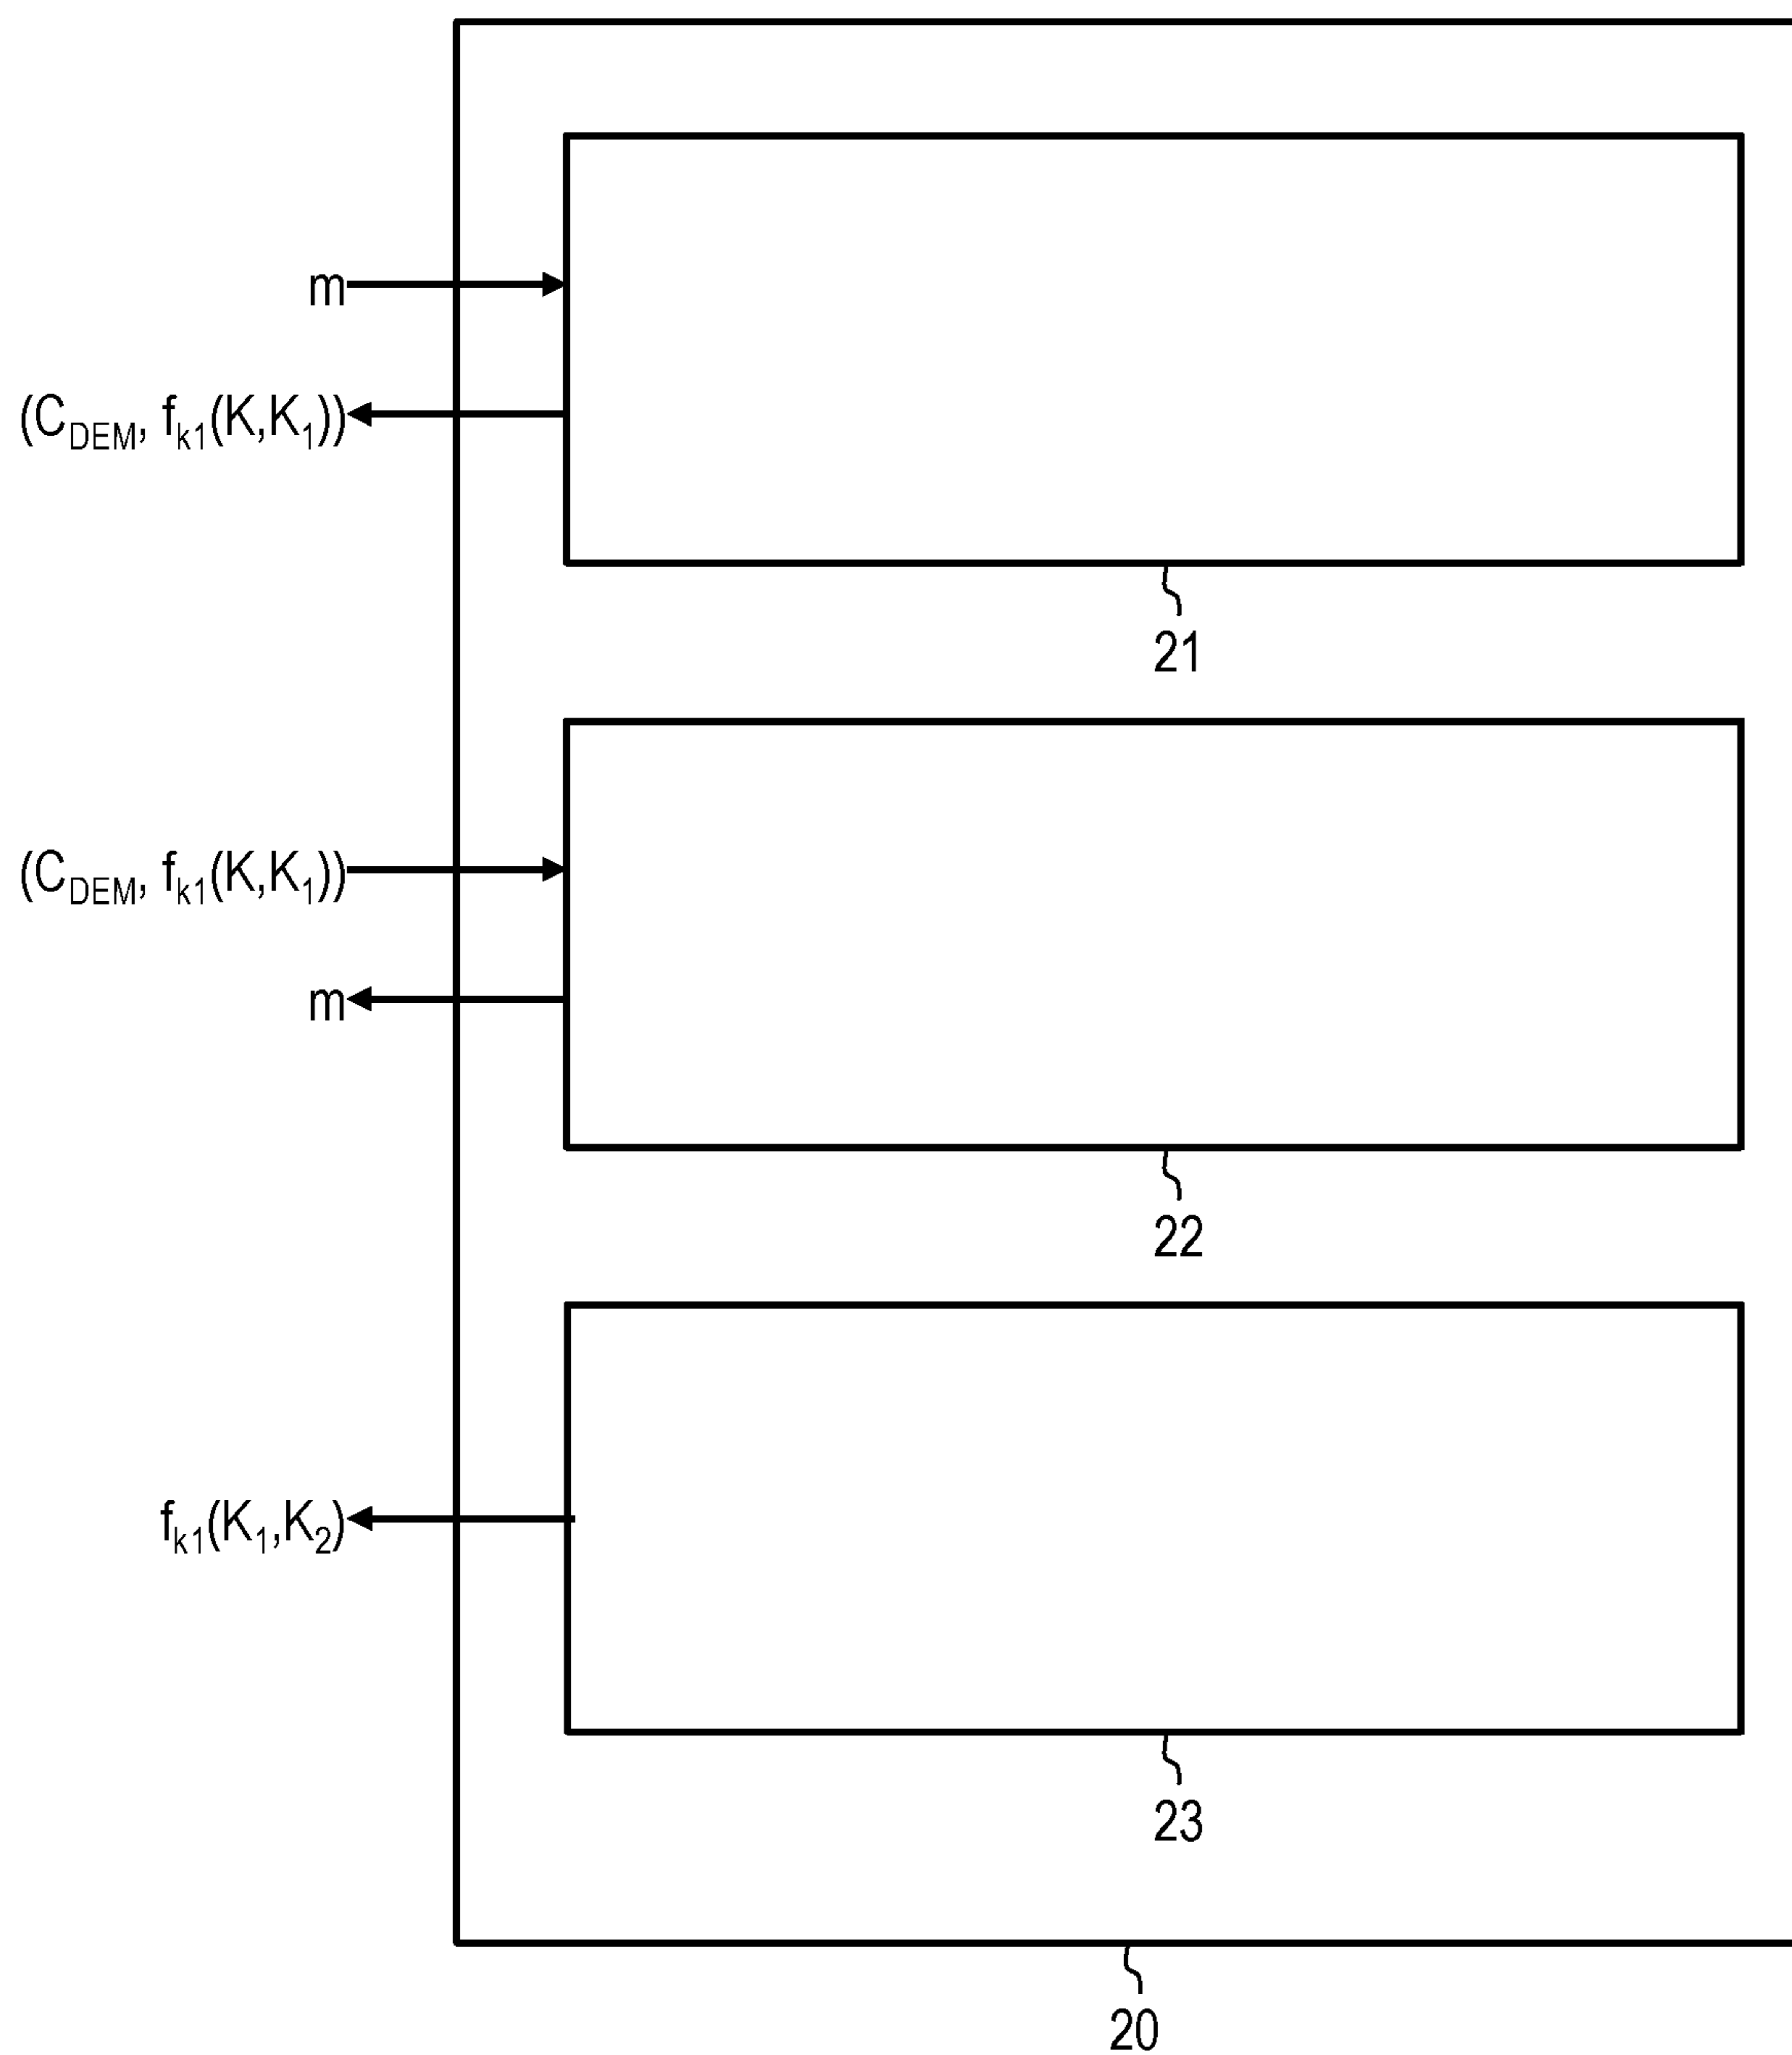 m
(C_DEM, f_k1(K,K_1))
21
(C_DEM, f_k1(K,K_1))
m
22
f_k1(K_1,K_2)
23
20